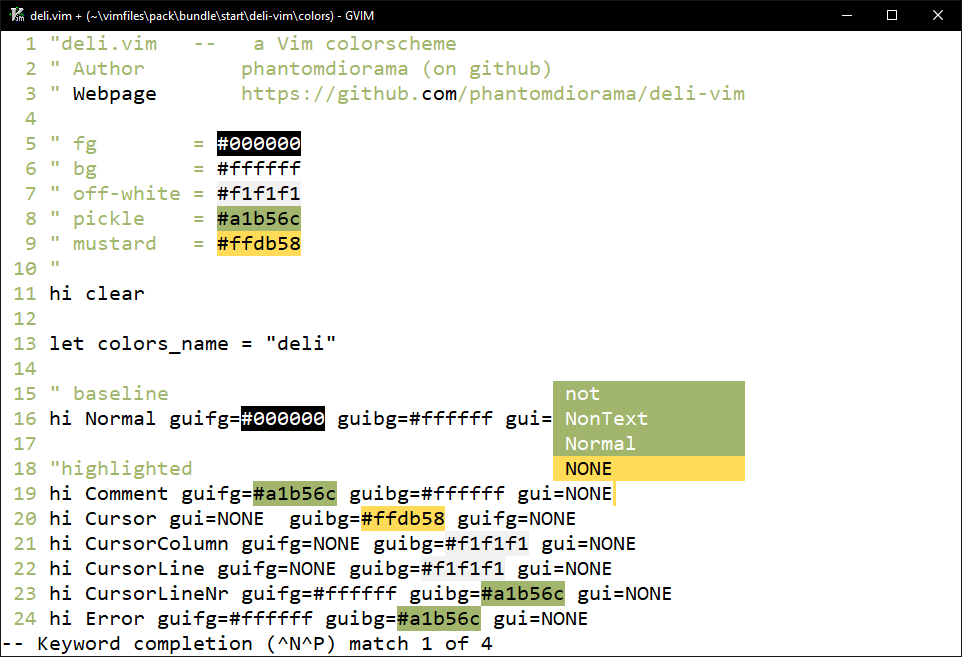 deli.vim + (~\vimfiles\pack\bundle\start\deli-vim\colors) - GVIM
1 "deli.vim   --   a Vim colorscheme
2 " Author        phantomdiorama (on github)
3 " Webpage       https://github.com/phantomdiorama/deli-vim
4
5 " fg        = #000000
6 " bg        = #ffffff
7 " off-white = #f1f1f1
8 " pickle    = #a1b56c
9 " mustard   = #ffdb58
10 "
11 hi clear
12
13 let colors_name = "deli"
14
15 " baseline
16 hi Normal guifg=#000000 guibg=#ffffff gui=
not
NonText
Normal
NONE
17
18 "highlighted
19 hi Comment guifg=#a1b56c guibg=#ffffff gui=NONE
20 hi Cursor gui=NONE  guibg=#ffdb58 guifg=NONE
21 hi CursorColumn guifg=NONE guibg=#f1f1f1 gui=NONE
22 hi CursorLine guifg=NONE guibg=#f1f1f1 gui=NONE
23 hi CursorLineNr guifg=#ffffff guibg=#a1b56c gui=NONE
24 hi Error guifg=#ffffff guibg=#a1b56c gui=NONE
-- Keyword completion (^N^P) match 1 of 4